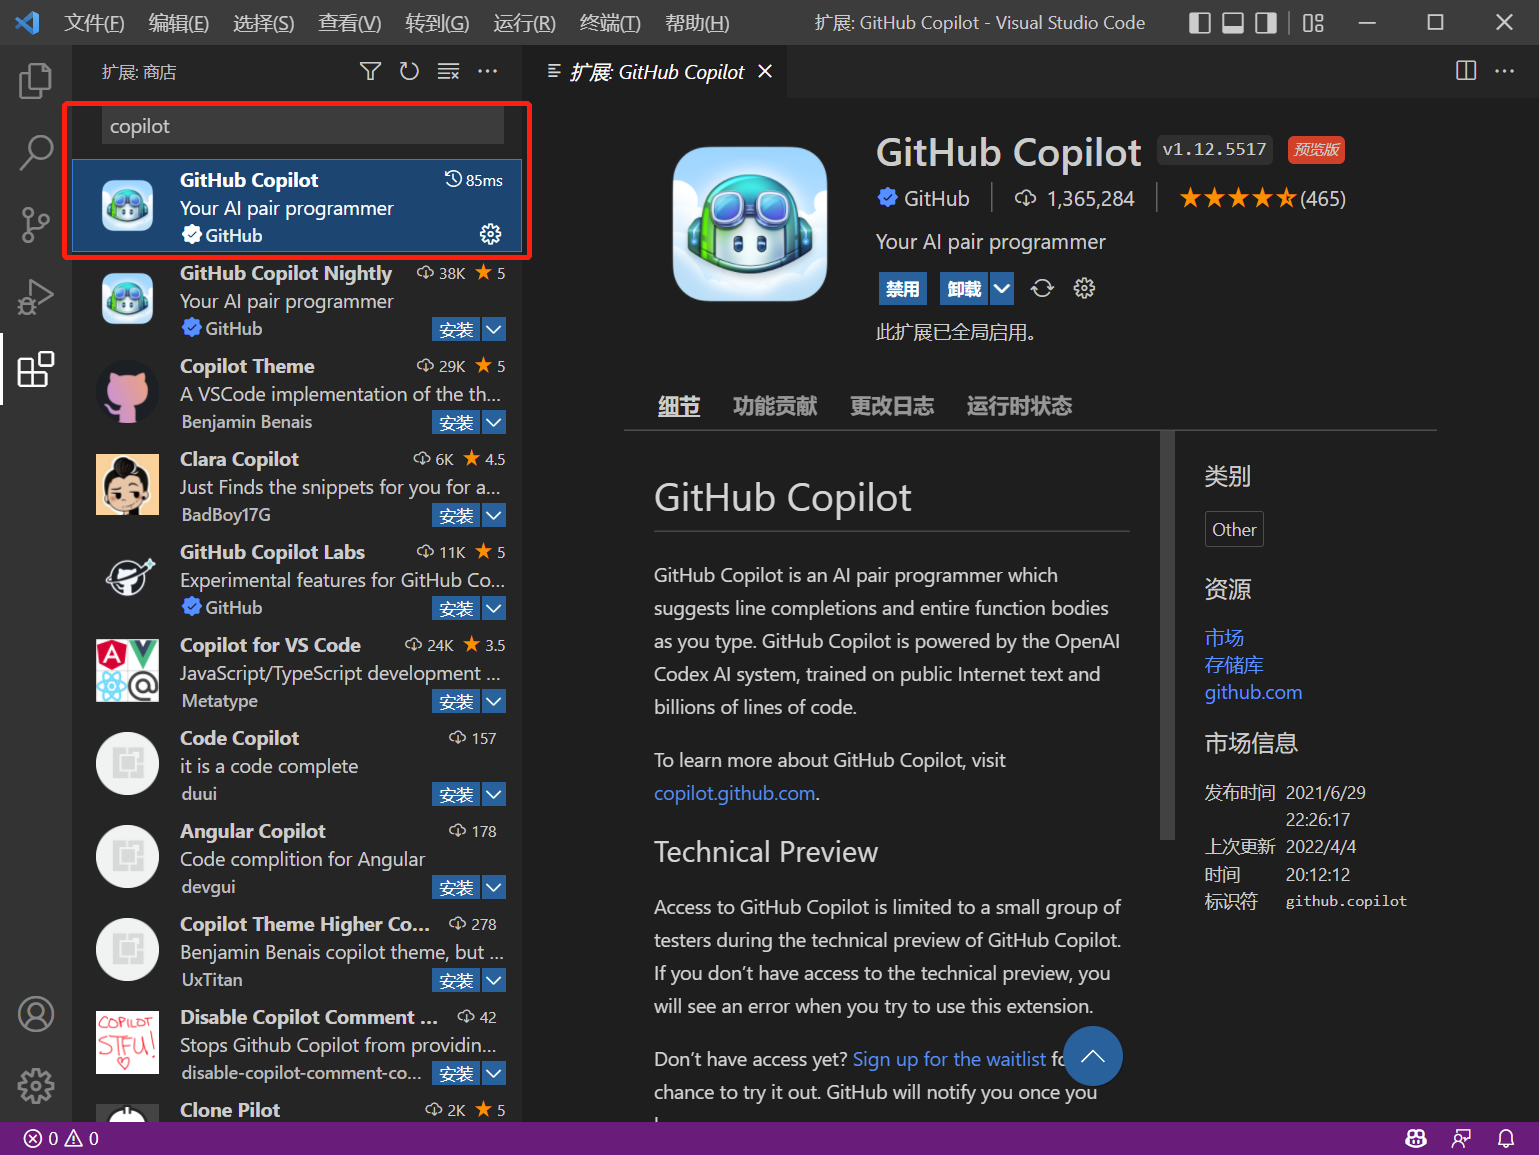 文件(F) 编辑(E) 选择(S) 查看(V) 转到(G) 运行(R) 终端(T) 帮助(H) 扩展: GitHub Copilot - Visual Studio Code
扩展: 商店
copilot
GitHub Copilot 85ms
Your AI pair programmer
GitHub
GitHub Copilot Nightly 38K 5
Your AI pair programmer
GitHub 安装
Copilot Theme 29K 5
A VSCode implementation of the th...
Benjamin Benais 安装
Clara Copilot 6K 4.5
Just Finds the snippets for you for a...
BadBoy17G 安装
GitHub Copilot Labs 11K 5
Experimental features for GitHub Co...
GitHub 安装
Copilot for VS Code 24K 3.5
JavaScript/TypeScript development ...
Metatype 安装
Code Copilot 157
it is a code complete
duui 安装
Angular Copilot 178
Code complition for Angular
devgui 安装
Copilot Theme Higher Co... 278
Benjamin Benais copilot theme, but ...
UxTitan 安装
COPILOT
STFU!
Disable Copilot Comment ... 42
Stops Github Copilot from providin...
disable-copilot-comment-co... 安装
Clone Pilot 2K 5
扩展: GitHub Copilot
GitHub Copilot v1.12.5517 预览版
GitHub 1,365,284 (465)
Your AI pair programmer
禁用 卸载
此扩展已全局启用。
细节 功能贡献 更改日志 运行时状态
GitHub Copilot
GitHub Copilot is an AI pair programmer which
suggests line completions and entire function bodies
as you type. GitHub Copilot is powered by the OpenAI
Codex AI system, trained on public Internet text and
billions of lines of code.
To learn more about GitHub Copilot, visit
copilot.github.com.
Technical Preview
Access to GitHub Copilot is limited to a small group of
testers during the technical preview of GitHub Copilot.
If you don’t have access to the technical preview, you
will see an error when you try to use this extension.
Don’t have access yet? Sign up for the waitlist
chance to try it out. GitHub will notify you once you
类别
Other
资源
市场
存储库
github.com
市场信息
发布时间 2021/6/29
22:26:17
上次更新 2022/4/4
时间 20:12:12
标识符 github.copilot
0 0